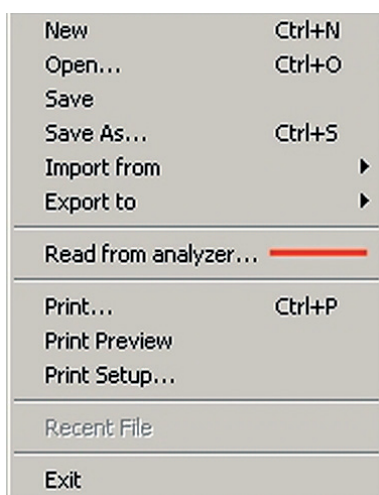 New Ctrl+N
Open... Ctrl+O
Save
Save As... Ctrl+S
Import from
Export to
Read from analyzer...
Print... Ctrl+P
Print Preview
Print Setup...
Recent File
Exit